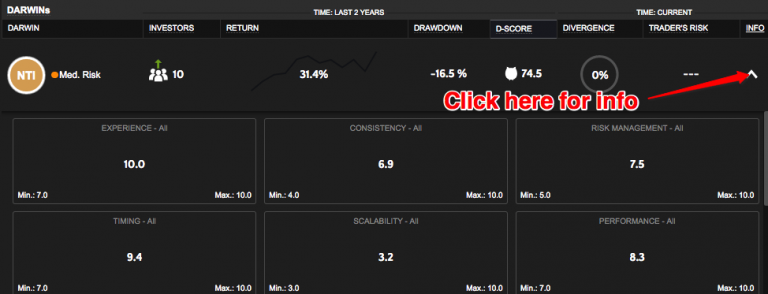 DARWINs
TIME: LAST 2 YEARS TIME: CURRENT
DARWIN INVESTORS RETURN DRAWDOWN D-SCORE DIVERGENCE TRADER'S RISK INFO
NTI Med. Risk 10 31.4% -16.5 % 74.5 0% ---
Click here for info
EXPERIENCE - All CONSISTENCY - All RISK MANAGEMENT - All
10.0 6.9 7.5
Min.: 7.0 Max.: 10.0 Min.: 4.0 Max.: 10.0 Min.: 5.0 Max.: 10.0
TIMING - All SCALABILITY - All PERFORMANCE - All
9.4 3.2 8.3
Min.: 7.0 Max.: 10.0 Min.: 3.0 Max.: 10.0 Min.: 7.0 Max.: 10.0